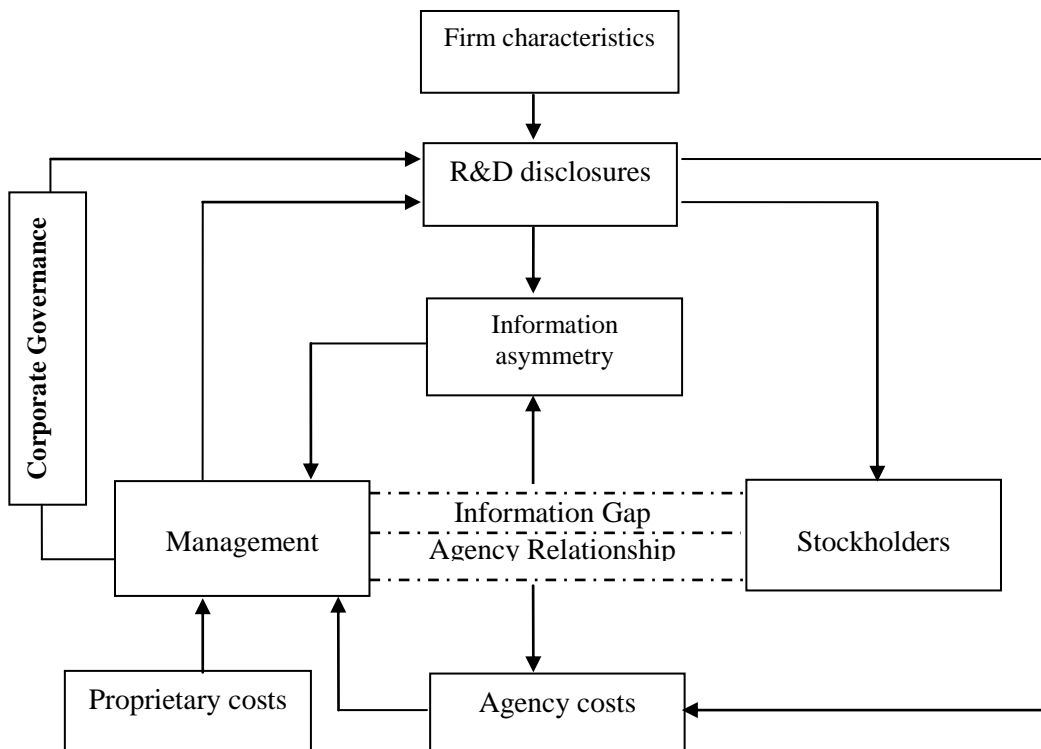 Firm characteristics
R&D disclosures
Corporate Governance
Information
asymmetry
Information Gap
Management
Agency Relationship
Stockholders
Proprietary costs
Agency costs